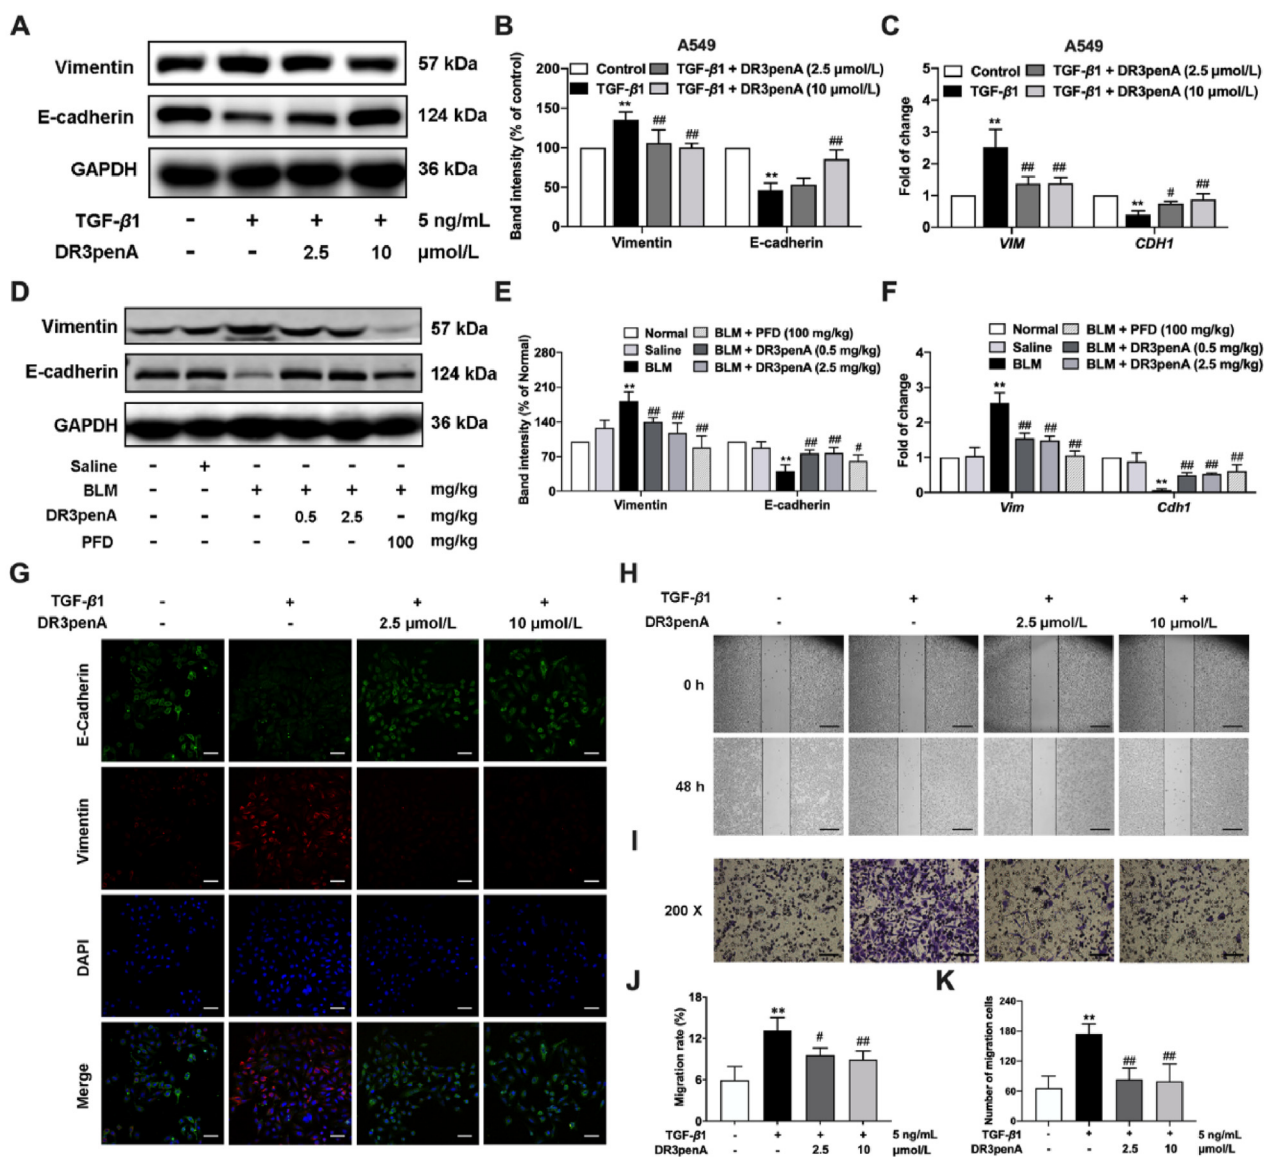 A
Vimentin
57 kDa
E-cadherin
124 kDa
GAPDH
36 kDa
TGF-β1 - + + + 5 ng/mL
DR3penA - - 2.5 10 μmol/L
B
A549
Control
TGF-β1 + DR3penA (2.5 μmol/L)
TGF-β1
TGF-β1 + DR3penA (10 μmol/L)
Band intensity (% of control)
200
150
100
50
0
** ## ## ** ##
Vimentin E-cadherin
C
A549
Control
TGF-β1 + DR3penA (2.5 μmol/L)
TGF-β1
TGF-β1 + DR3penA (10 μmol/L)
Fold of change
5
4
3
2
1
0
** ## ## ** # ##
VIM CDH1
D
Vimentin
57 kDa
E-cadherin
124 kDa
GAPDH
36 kDa
Saline - + - - - -
BLM - - + + + + mg/kg
DR3penA - - - 0.5 2.5 - mg/kg
PFD - - - - - 100 mg/kg
E
Normal
BLM + PFD (100 mg/kg)
Saline
BLM + DR3penA (0.5 mg/kg)
BLM
BLM + DR3penA (2.5 mg/kg)
Band intensity (% of Normal)
280
210
140
70
0
** ## ## ## ** ## ## #
Vimentin E-cadherin
F
Normal
BLM + PFD (100 mg/kg)
Saline
BLM + DR3penA (0.5 mg/kg)
BLM
BLM + DR3penA (2.5 mg/kg)
Fold of change
4
3
2
1
0
** ## ## ## ** ## ## ##
Vim Cdh1
G
TGF-β1 - + + +
DR3penA - - 2.5 μmol/L 10 μmol/L
E-Cadherin
Vimentin
DAPI
Merge
H
TGF-β1 - + + +
DR3penA - - 2.5 μmol/L 10 μmol/L
0 h
48 h
I
200 X
J
Migration rate (%)
18
12
6
0
** # ##
TGF-β1 - + + + 5 ng/mL
DR3penA - - 2.5 10 μmol/L
K
Number of migration cells
240
180
120
60
0
** ## ##
TGF-β1 - + + + 5 ng/mL
DR3penA - - 2.5 10 μmol/L